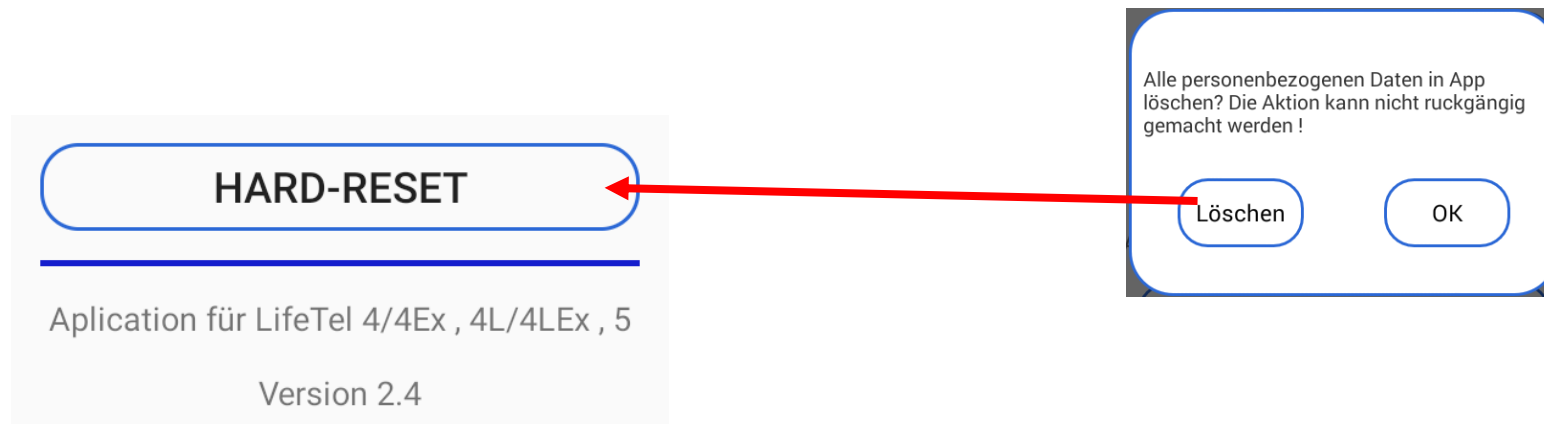 HARD-RESET
Aplication für LifeTel 4/4Ex , 4L/4LEx , 5
Version 2.4
Alle personenbezogenen Daten in App
löschen? Die Aktion kann nicht ruckgängig
gemacht werden !
Löschen
OK